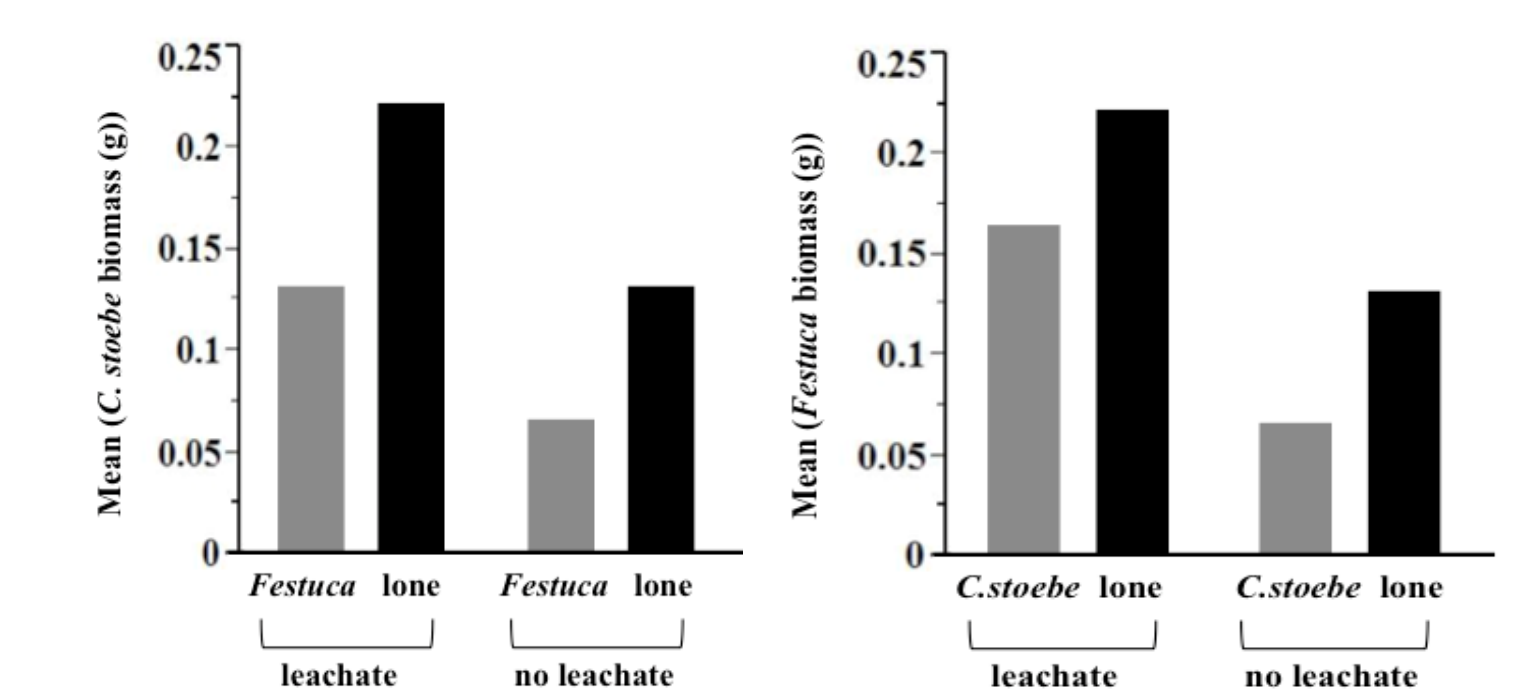 0.25
0.2
0.15
0.1
0.05
0
Mean (C. stoebe biomass (g))
Festuca lone Festuca lone
leachate no leachate
0.25
0.2
0.15
0.1
0.05
0
Mean (Festuca biomass (g))
C.stoebe lone C.stoebe lone
leachate no leachate